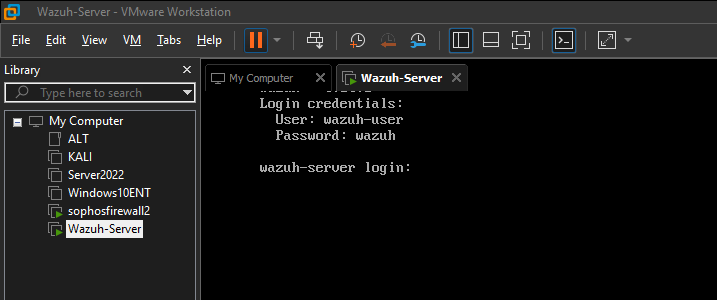 Wazuh-Server - VMware Workstation
File Edit View VM Tabs Help
Library
Type here to search
My Computer
ALT
KALI
Server2022
Windows10ENT
sophosfirewall2
Wazuh-Server
My Computer Wazuh-Server
Login credentials:
User: wazuh-user
Password: wazuh
wazuh-server login: